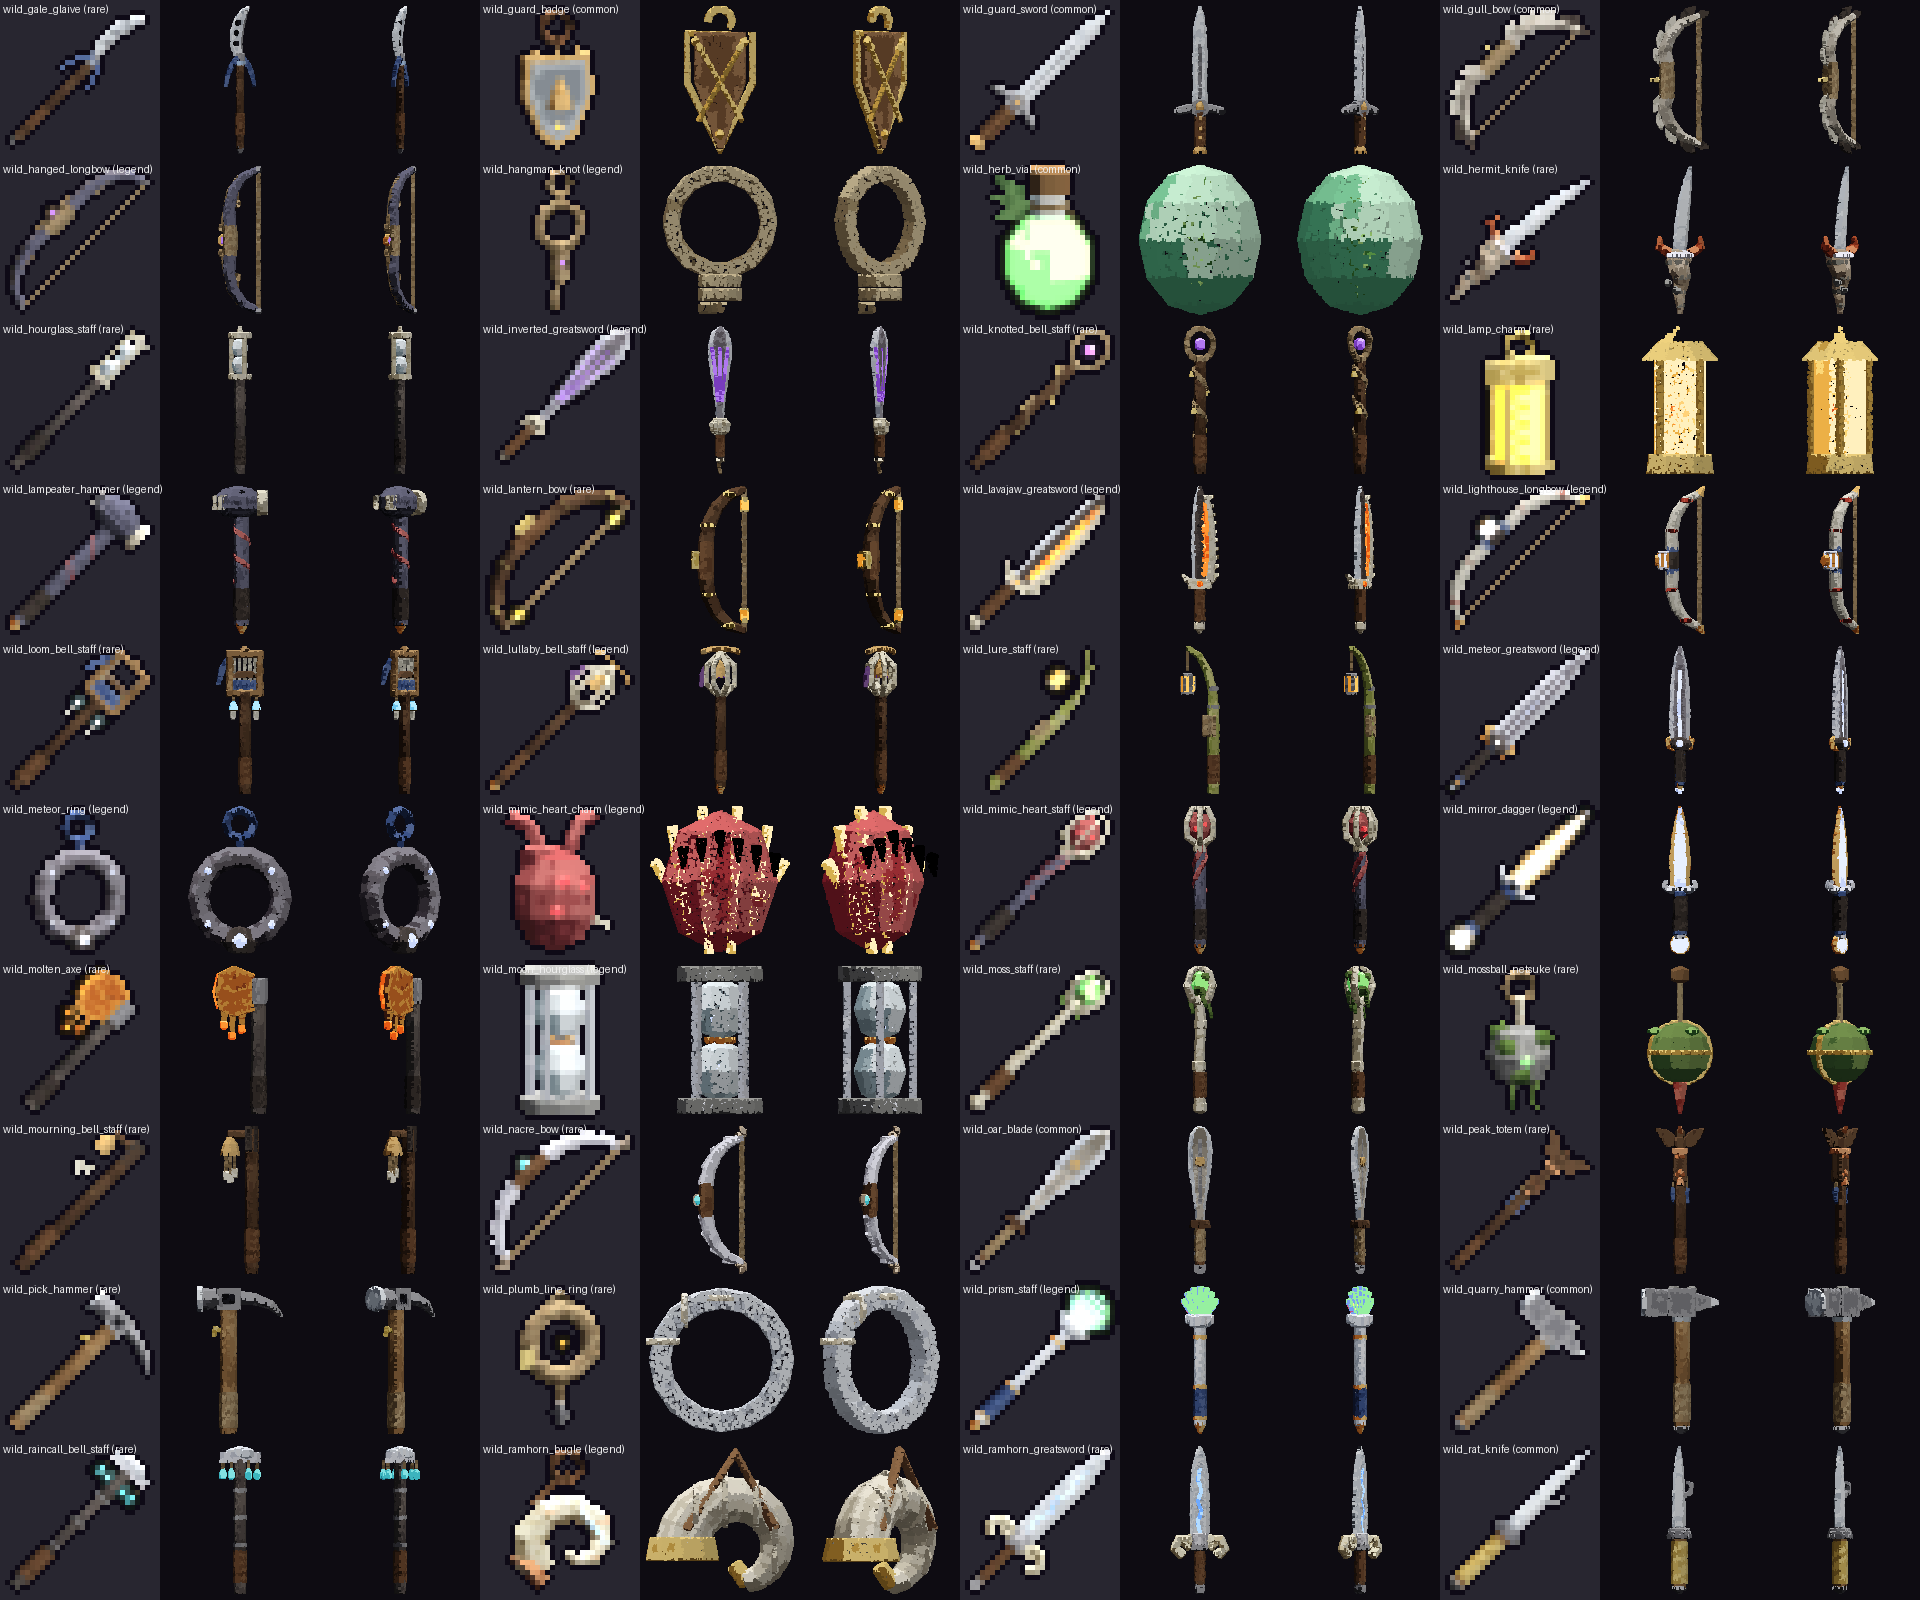 wild_gale_glaive (rare)
wild_guard_badge (common)
wild_guard_sword (common)
wild_gull_bow (common)
wild_hanged_longbow (legend)
wild_hangman_knot (legend)
wild_herb_vial (common)
wild_hermit_knife (rare)
wild_hourglass_staff (rare)
wild_inverted_greatsword (legend)
wild_knotted_bell_staff (rare)
wild_lamp_charm (rare)
wild_lampeater_hammer (legend)
wild_lantern_bow (rare)
wild_lavajaw_greatsword (legend)
wild_lighthouse_longbow (legend)
wild_loom_bell_staff (rare)
wild_lullaby_bell_staff (legend)
wild_lure_staff (rare)
wild_meteor_greatsword (legend)
wild_meteor_ring (legend)
wild_mimic_heart_charm (legend)
wild_mimic_heart_staff (legend)
wild_mirror_dagger (legend)
wild_molten_axe (rare)
wild_moon_hourglass (legend)
wild_moss_staff (rare)
wild_mossball_netsuke (rare)
wild_mourning_bell_staff (rare)
wild_nacre_bow (rare)
wild_oar_blade (common)
wild_peak_totem (rare)
wild_pick_hammer (rare)
wild_plumb_line_ring (rare)
wild_prism_staff (legend)
wild_quarry_hammer (common)
wild_raincall_bell_staff (rare)
wild_ramhorn_bugle (legend)
wild_ramhorn_greatsword (rare)
wild_rat_knife (common)